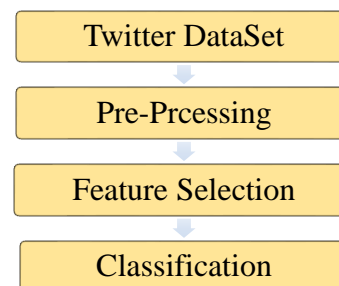 Twitter DataSet
Pre-Prcessing
Feature Selection
Classification